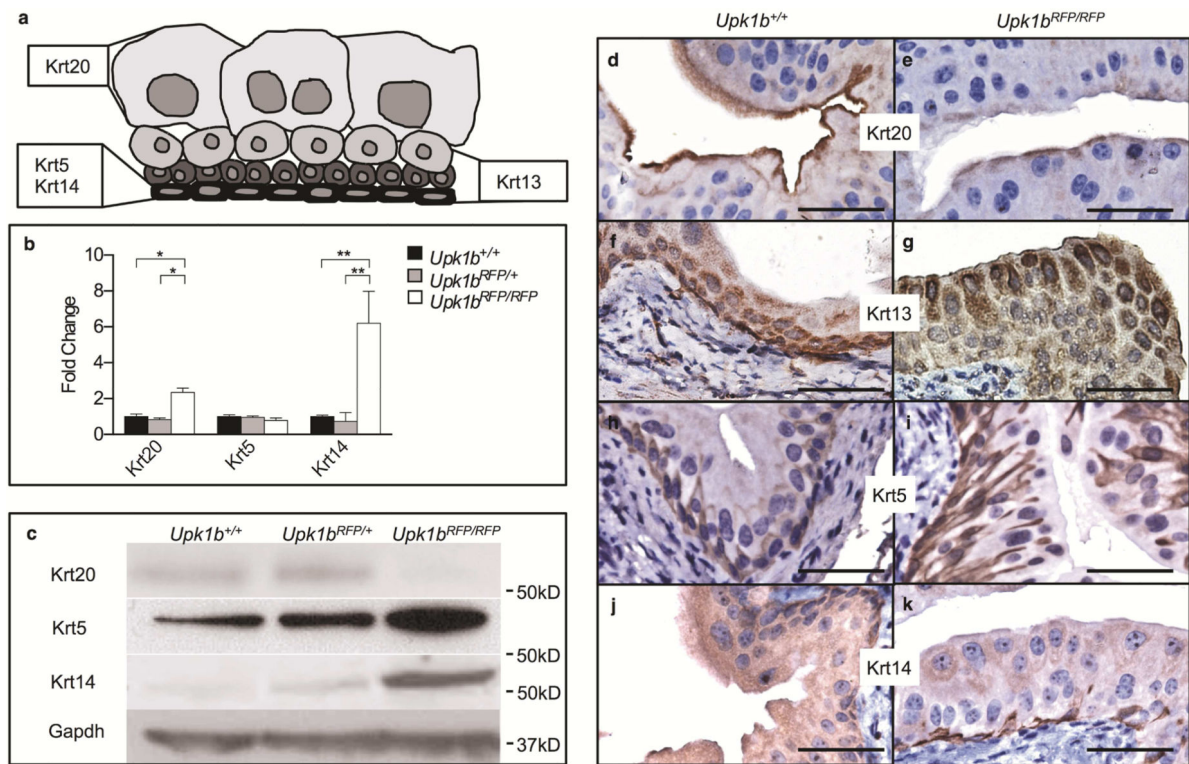 a
Krt20
Krt5
Krt14
Krt13
b
Fold Change
10
8
6
4
2
0
*
*
**
**
Upk1b+/+
Upk1bRFP/+
Upk1bRFP/RFP
Krt20
Krt5
Krt14
c
Upk1b+/+
Upk1bRFP/+
Upk1bRFP/RFP
Krt20
-50kD
Krt5
-50kD
Krt14
-50kD
Gapdh
-37kD
Upk1b+/+
Upk1bRFP/RFP
d
e
Krt20
f
g
Krt13
h
i
Krt5
j
k
Krt14